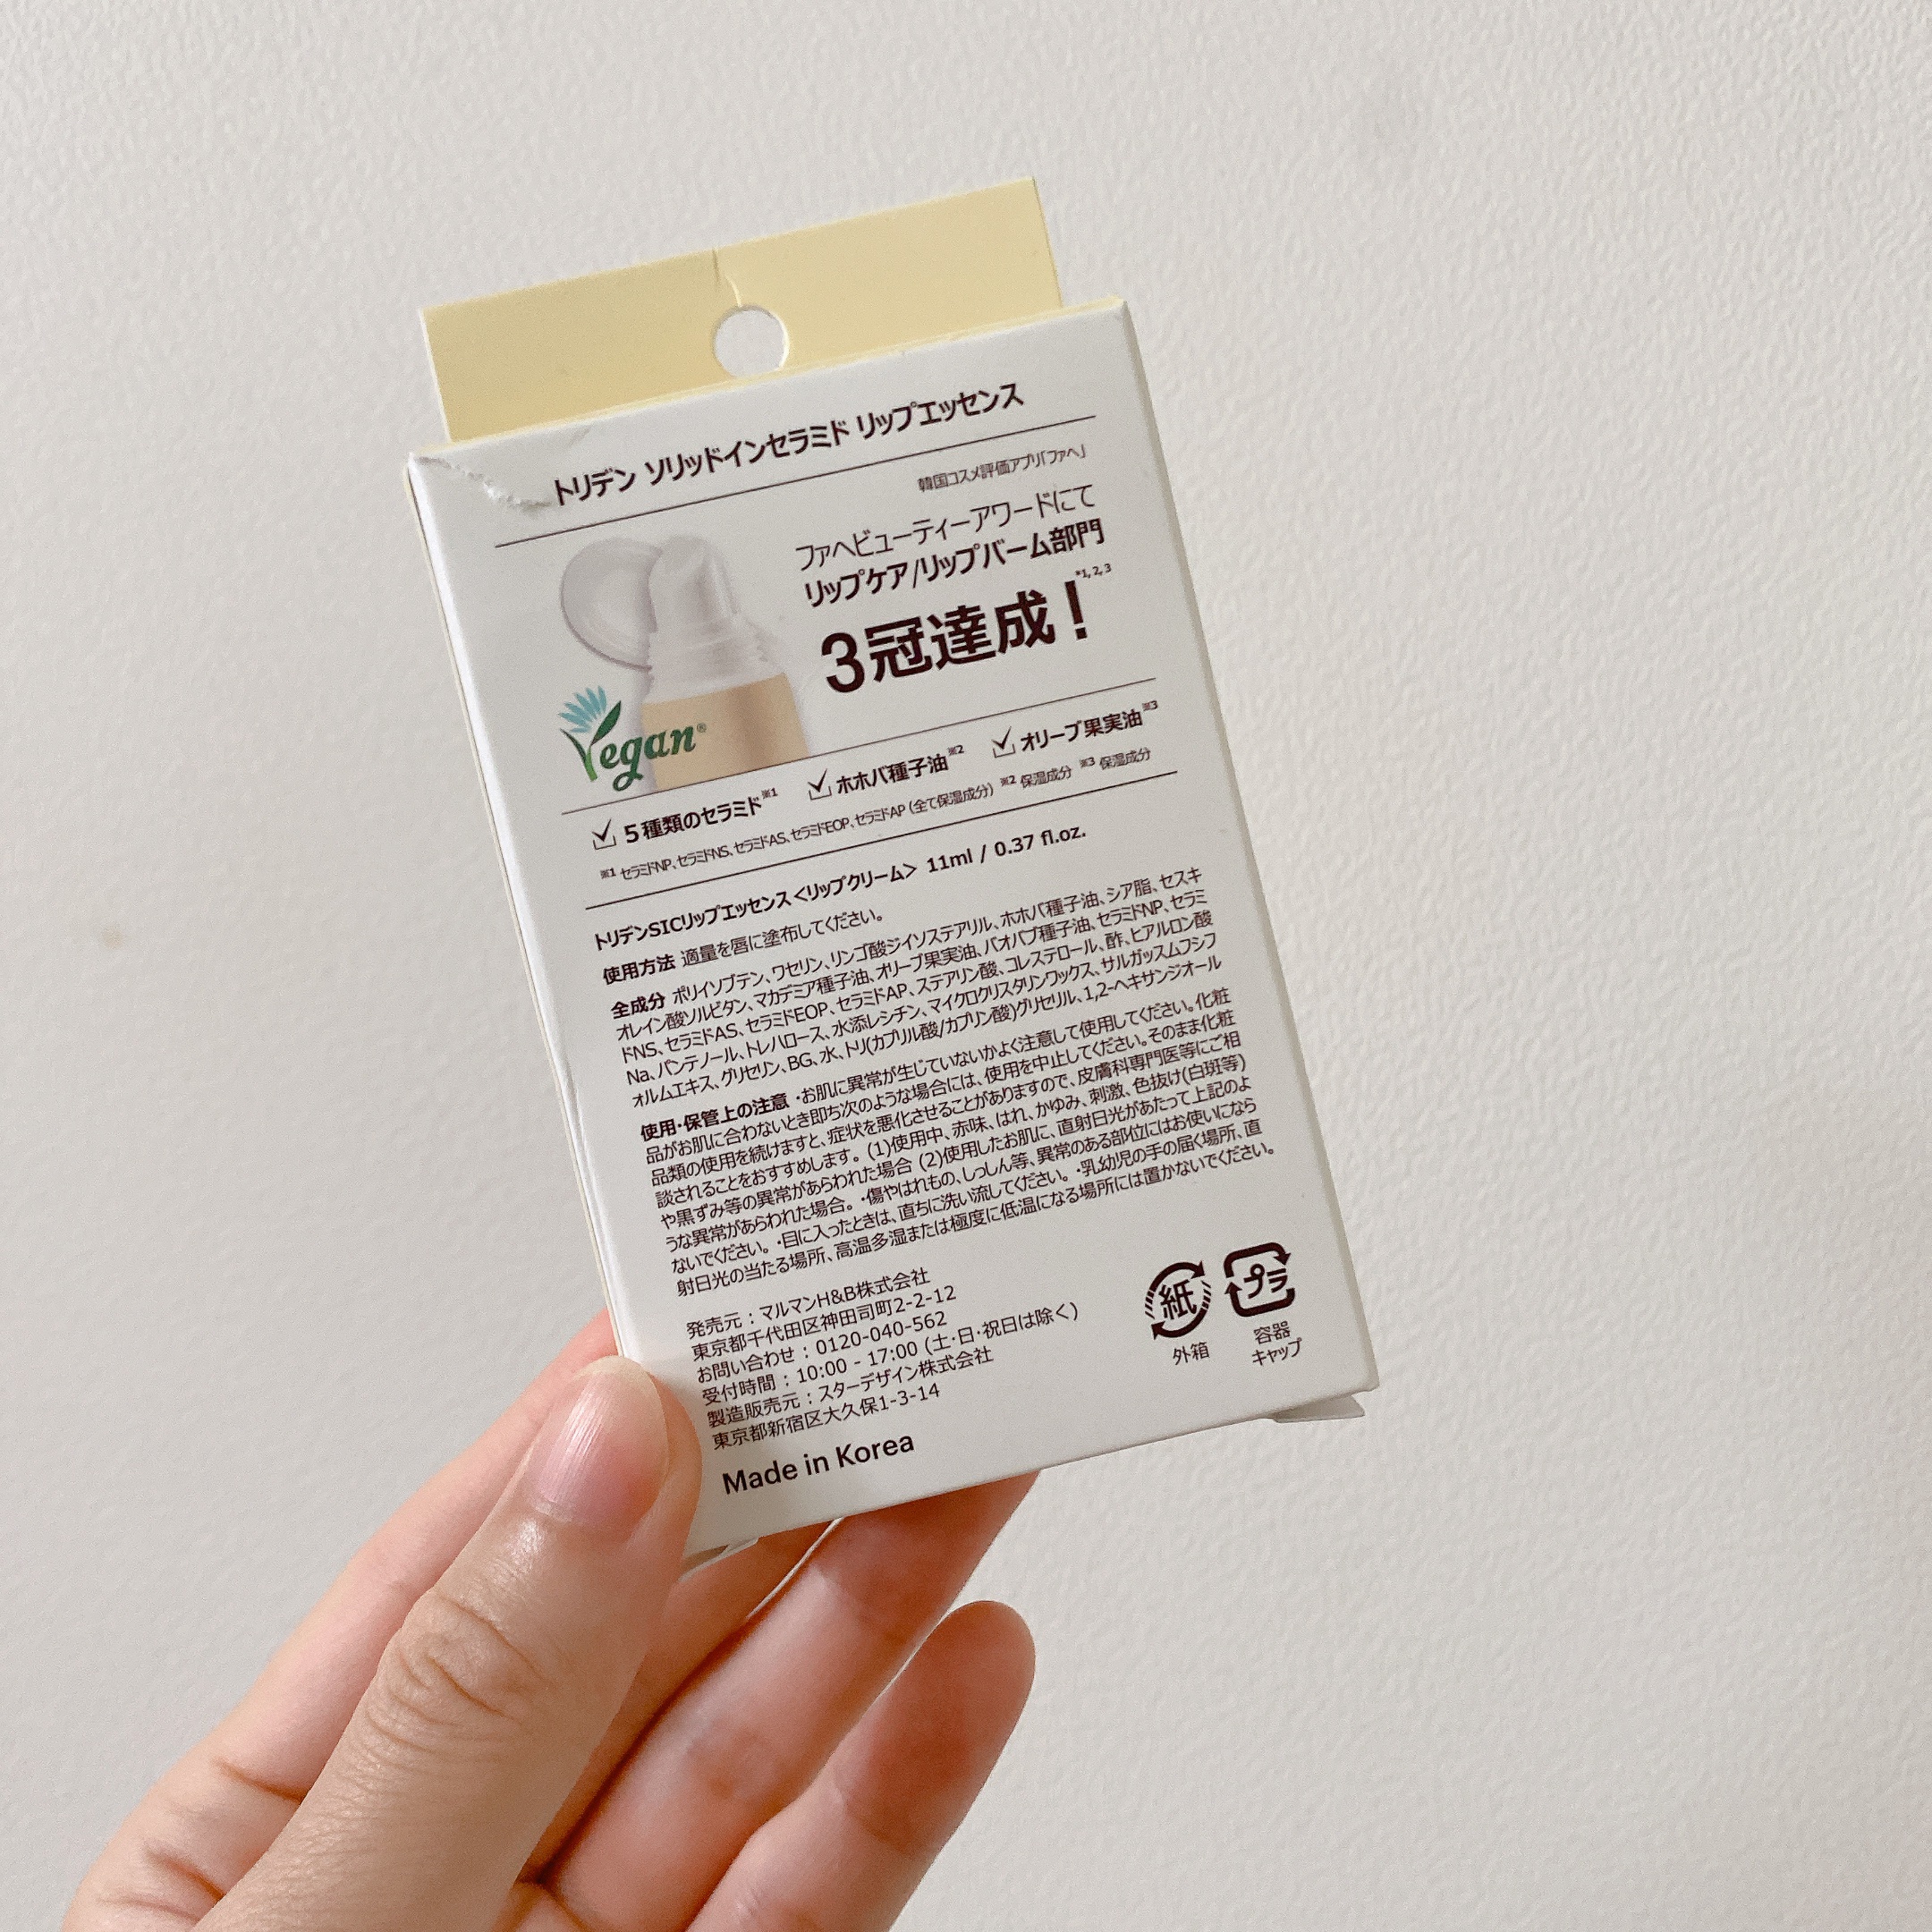 トリデン ソリッドインセラミド リップエッセンス
韓国コスメ評価アプリ「ファヘ」
ファヘビューティーアワードにて
リップケア/リップバーム部門
3冠達成！※1, 2, 3
Vegan®
✓ 5種類のセラミド※1 ✓ ホホバ種子油※2 ✓ オリーブ果実油※3
※1 セラミドNP、セラミドNS、セラミドAS、セラミドEOP、セラミドAP（全て保湿成分）※2 保湿成分 ※3 保湿成分
トリデンSICリップエッセンス＜リップクリーム＞ 11ml / 0.37 fl.oz.
使用方法 適量を唇に塗布してください。
全成分 ポリイソブテン、ワセリン、リンゴ酸ジイソステアリル、ホホバ種子油、シア脂、セスキ
オレイン酸ソルビタン、マカデミア種子油、オリーブ果実油、バオバブ種子油、セラミドNP、セラミ
ドNS、セラミドAS、セラミドEOP、セラミドAP、ステアリン酸、コレステロール、酢、ヒアルロン酸
Na、パンテノール、トレハロース、水添レシチン、マイクロクリスタリンワックス、サルガッスムフシフ
ォルムエキス、グリセリン、BG、水、トリ(カプリル酸/カプリン酸)グリセリル、1,2-ヘキサンジオール
使用・保管上の注意 ・お肌に異常が生じていないかよく注意して使用してください。化粧
品がお肌に合わないとき即ち次のような場合には、使用を中止してください。そのまま化粧
品類の使用を続けますと、症状を悪化させることがありますので、皮膚科専門医等にご相
談されることをおすすめします。(1)使用中、赤味、はれ、かゆみ、刺激、色抜け(白斑等)
や黒ずみ等の異常があらわれた場合 (2)使用したお肌に、直射日光があたって上記のよ
うな異常があらわれた場合。・傷やはれもの、しっしん等、異常のある部位にはお使いになら
ないでください。・目に入ったときは、直ちに洗い流してください。・乳幼児の手の届く場所、直
射日光の当たる場所、高温多湿または極度に低温になる場所には置かないでください。
発売元：マルマンH&B株式会社
東京都千代田区神田司町2-2-12
お問い合わせ：0120-040-562
受付時間：10:00 - 17:00 (土・日・祝日は除く)
製造販売元：スターデザイン株式会社
東京都新宿区大久保1-3-14
Made in Korea
紙 プラ
外箱 容器
キャップ